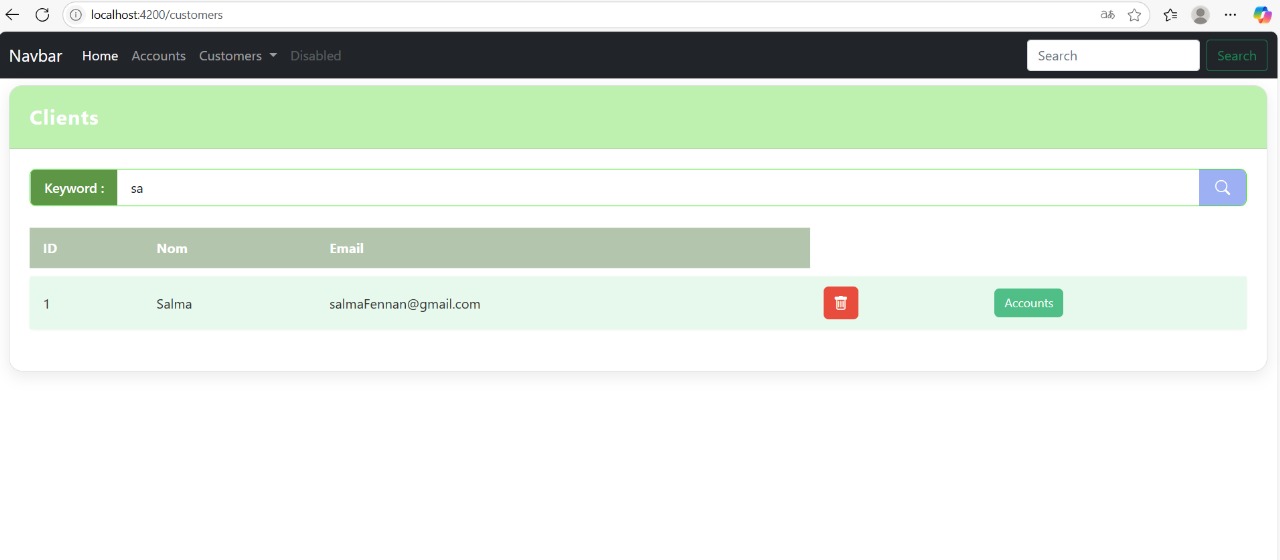 localhost:4200/customers
Navbar Home Accounts Customers Disabled Search Search
Clients
Keyword : sa
ID Nom Email
1 Salma salmaFennan@gmail.com Accounts